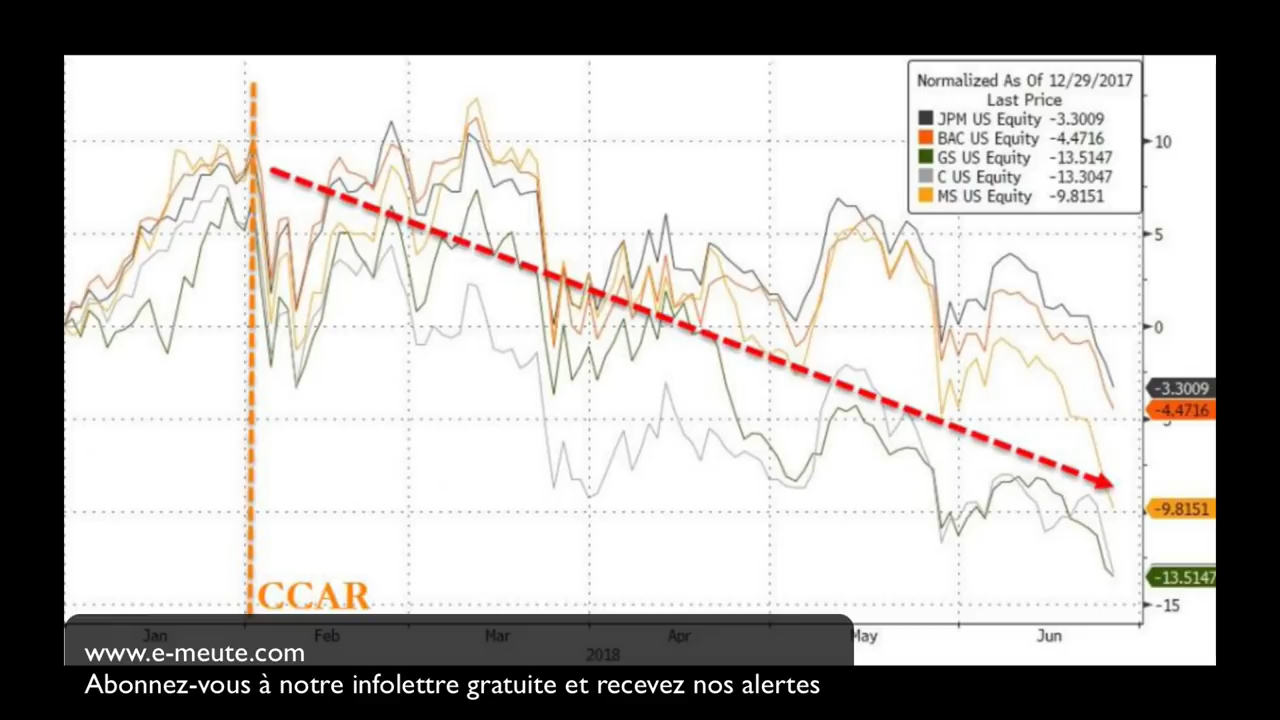 Normalized As Of 12/29/2017
Last Price
JPM US Equity -3.3009
BAC US Equity -4.4716
GS US Equity -13.5147
C US Equity -13.3047
MS US Equity -9.8151
10
5
0
-3.3009
-4.4716
-9.8151
-13.5147
-15
CCAR
Jan Feb Mar Apr May Jun
2018
www.e-meute.com
Abonnez-vous à notre infolettre gratuite et recevez nos alertes